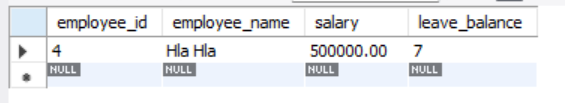 employee_id employee_name salary leave_balance
4 Hla Hla 500000.00 7
NULL NULL NULL NULL